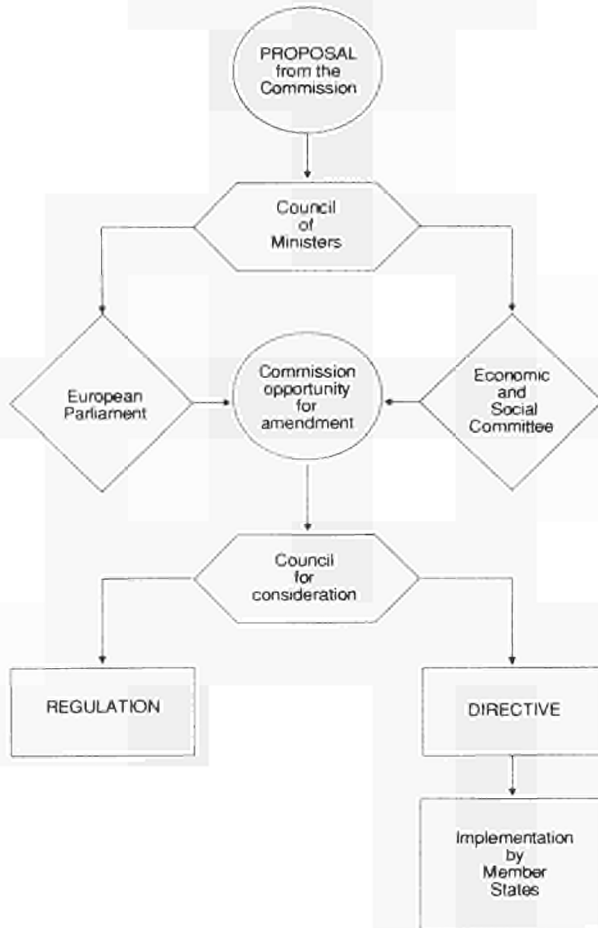 PROPOSAL
from the
Commission
Council
of
Ministers
European
Parliament
Commission
opportunity
for
amendment
Economic
and
Social
Committee
Council
for
consideration
REGULATION
DIRECTIVE
Implementation
by
Member
States